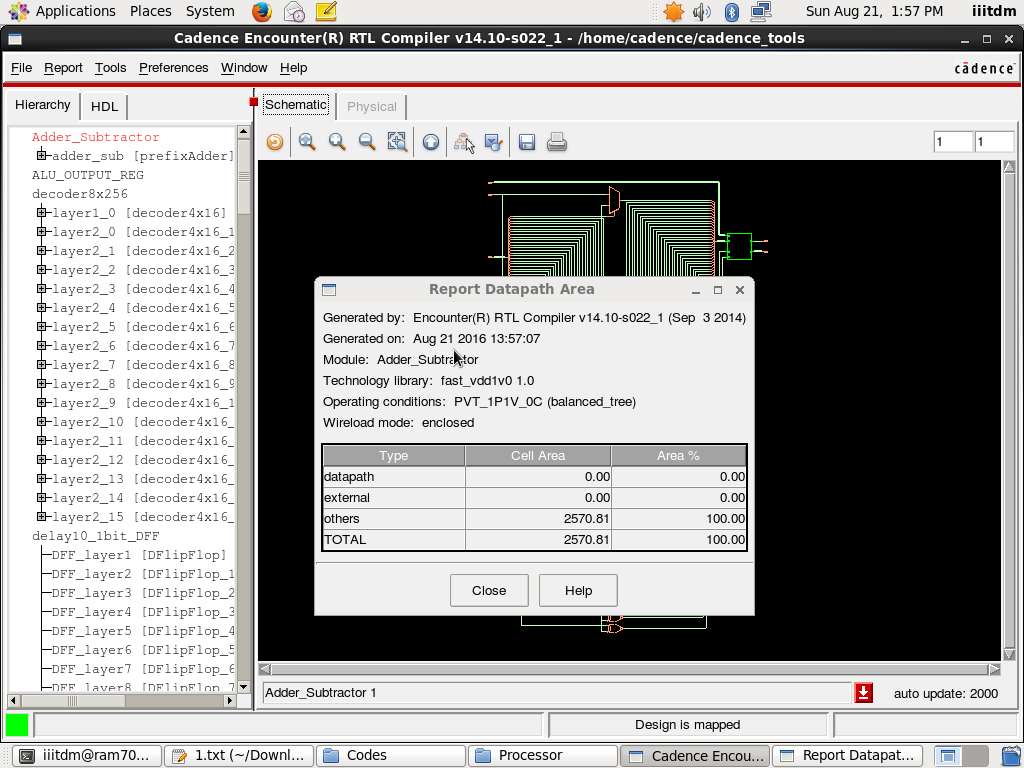 Applications Places System Sun Aug 21, 1:57 PM iiitdm
Cadence Encounter(R) RTL Compiler v14.10-s022_1 - /home/cadence/cadence_tools
File Report Tools Preferences Window Help cādence
Hierarchy HDL Schematic Physical
1 1
Adder_Subtractor
adder_sub [prefixAdder]
ALU_OUTPUT_REG
decoder8x256
layer1_0 [decoder4x16]
layer2_0 [decoder4x16_1
layer2_1 [decoder4x16_2
layer2_2 [decoder4x16_3
layer2_3 [decoder4x16_4
layer2_4 [decoder4x16_5
layer2_5 [decoder4x16_6
layer2_6 [decoder4x16_7
layer2_7 [decoder4x16_8
layer2_8 [decoder4x16_9
layer2_9 [decoder4x16_1
layer2_10 [decoder4x16_
layer2_11 [decoder4x16_
layer2_12 [decoder4x16_
layer2_13 [decoder4x16_
layer2_14 [decoder4x16_
layer2_15 [decoder4x16_
delay10_1bit_DFF
DFF_layer1 [DFlipFlop]
DFF_layer2 [DFlipFlop_1
DFF_layer3 [DFlipFlop_2
DFF_layer4 [DFlipFlop_3
DFF_layer5 [DFlipFlop_4
DFF_layer6 [DFlipFlop_5
DFF_layer7 [DFlipFlop_6
DFF_layer8 [DFlipFlop_7
Report Datapath Area
Generated by: Encounter(R) RTL Compiler v14.10-s022_1 (Sep 3 2014)
Generated on: Aug 21 2016 13:57:07
Module: Adder_Subtractor
Technology library: fast_vdd1v0 1.0
Operating conditions: PVT_1P1V_0C (balanced_tree)
Wireload mode: enclosed
Type Cell Area Area %
datapath 0.00 0.00
external 0.00 0.00
others 2570.81 100.00
TOTAL 2570.81 100.00
Close Help
Adder_Subtractor 1 auto update: 2000
Design is mapped
iiitdm@ram70... 1.txt (~/Downl... Codes Processor Cadence Encou... Report Datapat...